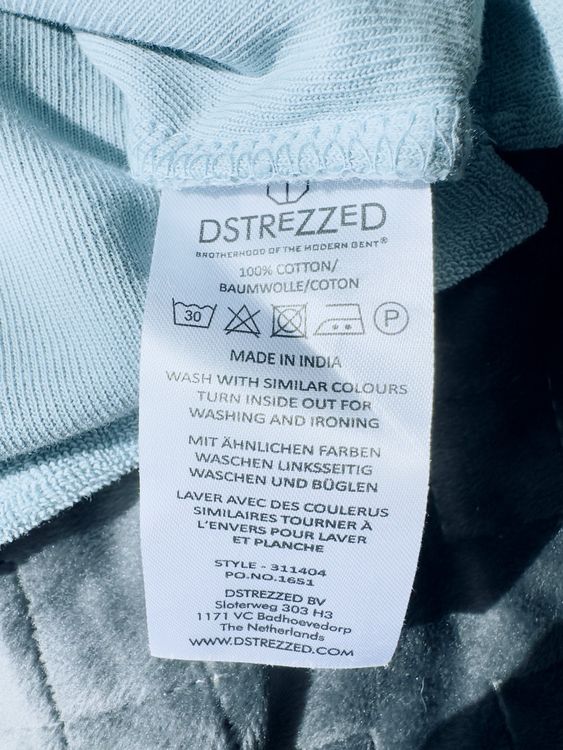 DSTREZZED
BROTHERHOOD OF THE MODERN GENT®
100% COTTON/
BAUMWOLLE/COTON
30 P
MADE IN INDIA
WASH WITH SIMILAR COLOURS
TURN INSIDE OUT FOR
WASHING AND IRONING
MIT ÄHNLICHEN FARBEN
WASCHEN LINKSSEITIG
WASCHEN UND BÜGLEN
LAVER AVEC DES COULERUS
SIMILAIRES TOURNER À
L'ENVERS POUR LAVER
ET PLANCHE
STYLE - 311404
PO.NO.1651
DSTREZZED BV
Sloterweg 303 H3
1171 VC Badhoevedorp
The Netherlands
WWW.DSTREZZED.COM